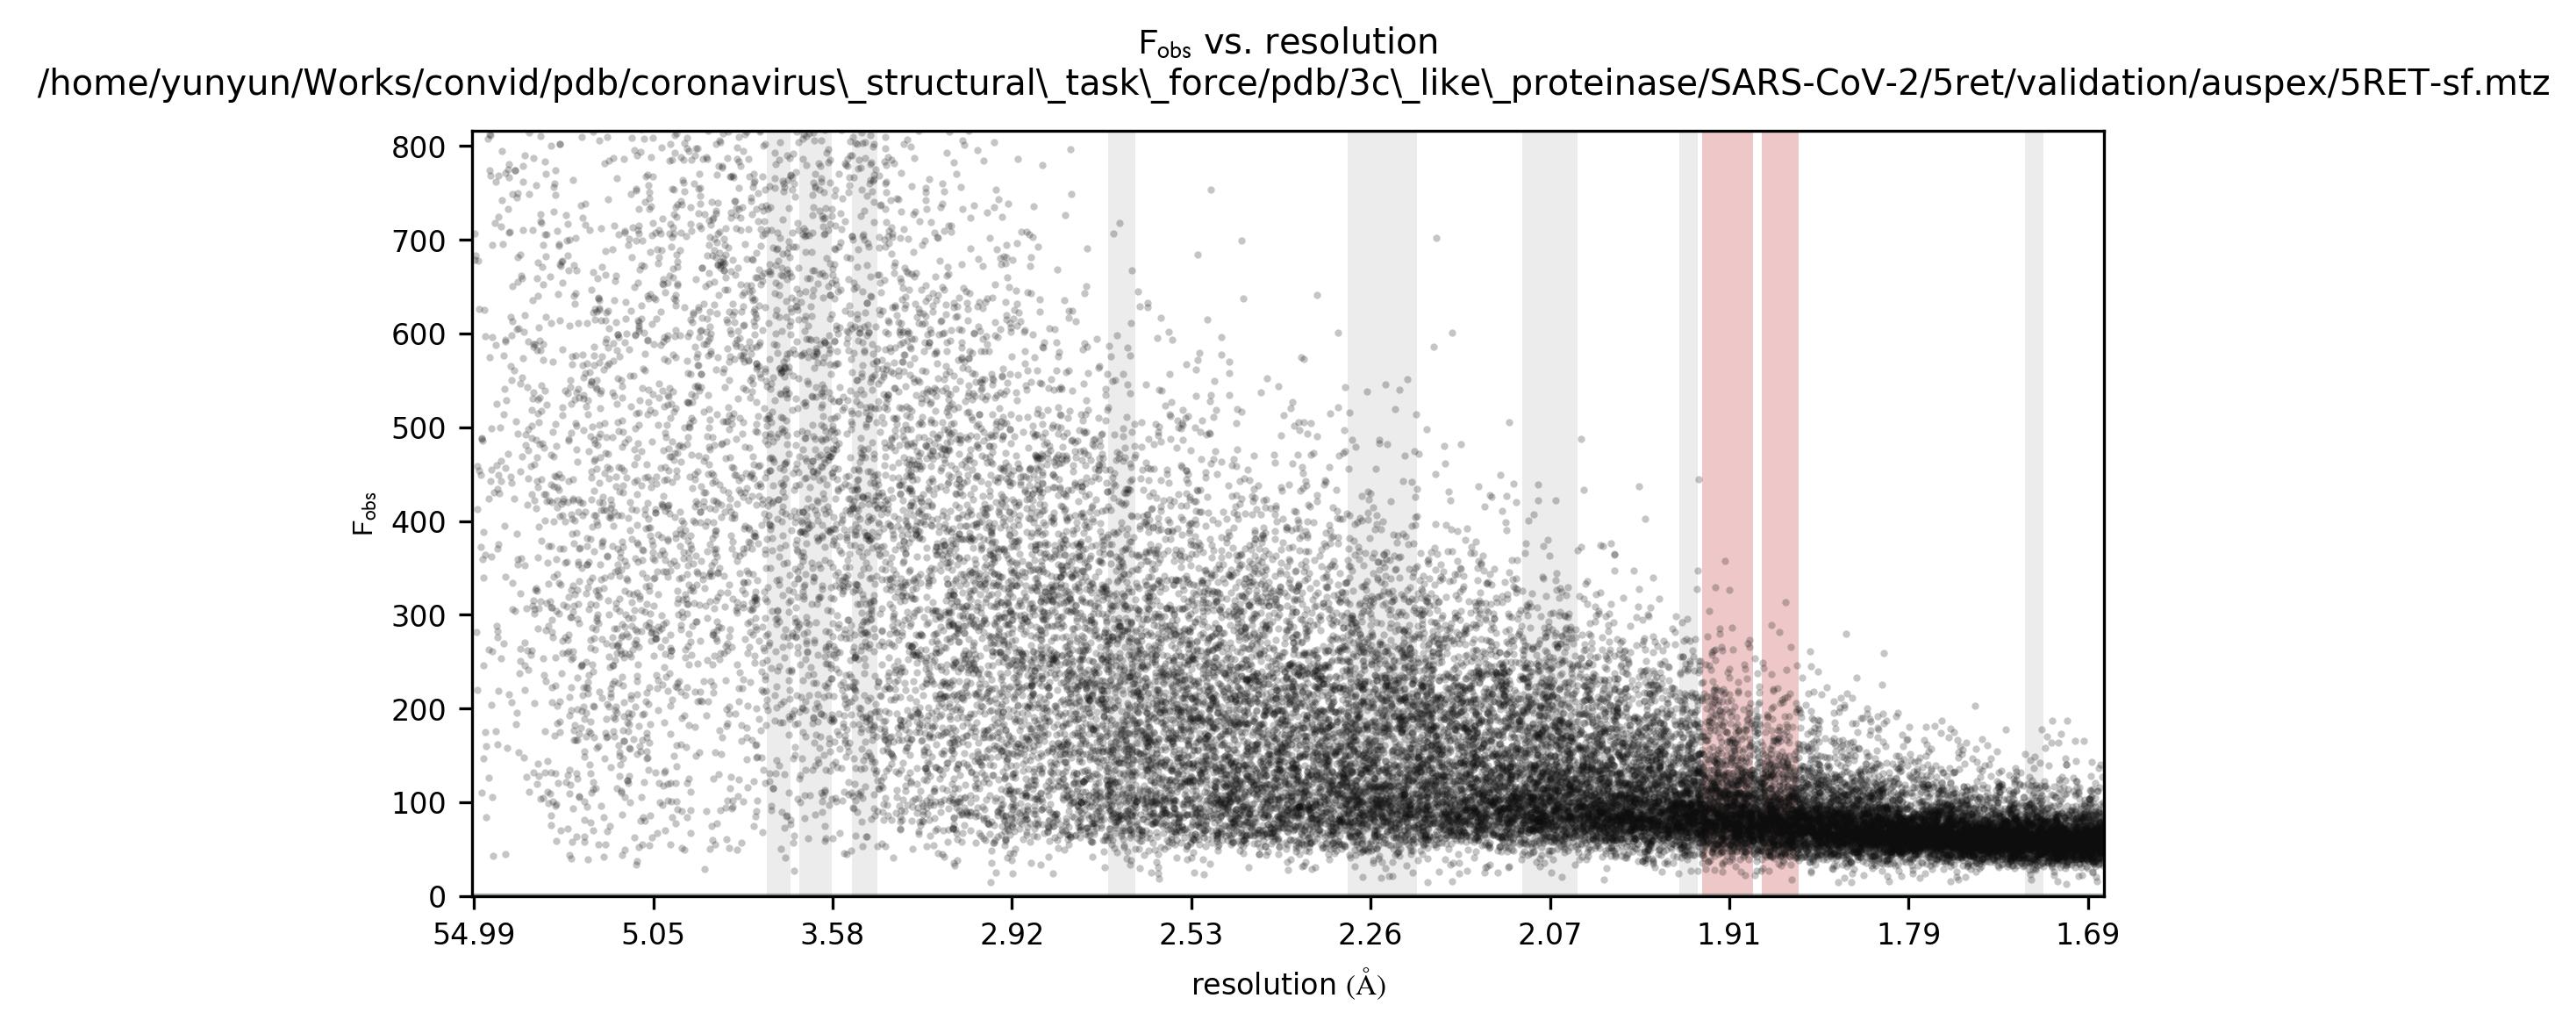 Fobs vs. resolution
/home/yunyun/Works/convid/pdb/coronavirus\_structural\_task\_force/pdb/3c\_like\_proteinase/SARS-CoV-2/5ret/validation/auspex/5RET-sf.mtz
800
700
600
500
400
300
200
100
0
Fobs
54.99 5.05 3.58 2.92 2.53 2.26 2.07 1.91 1.79 1.69
resolution (Å)